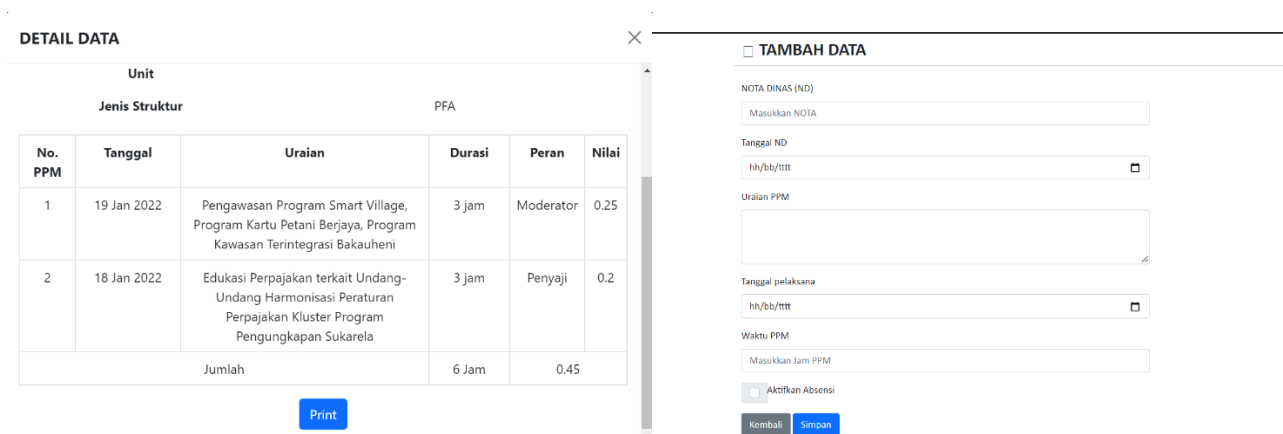 DETAIL DATA
Unit
Jenis Struktur PFA
No. PPM Tanggal Uraian Durasi Peran Nilai
1 19 Jan 2022 Pengawasan Program Smart Village, 3 jam Moderator 0.25
Program Kartu Petani Berjaya, Program
Kawasan Terintegrasi Bakauheni
2 18 Jan 2022 Edukasi Perpajakan terkait Undang- 3 jam Penyaji 0.2
Undang Harmonisasi Peraturan
Perpajakan Kluster Program
Pengungkapan Sukarela
Jumlah 6 Jam 0.45
Print
TAMBAH DATA
NOTA DINAS (ND)
Masukkan NOTA
Tanggal ND
hh/bb/tttt
Uraian PPM
Tanggal pelaksana
hh/bb/tttt
Waktu PPM
Masukkan Jam PPM
Aktifkan Absensi
Kembali Simpan